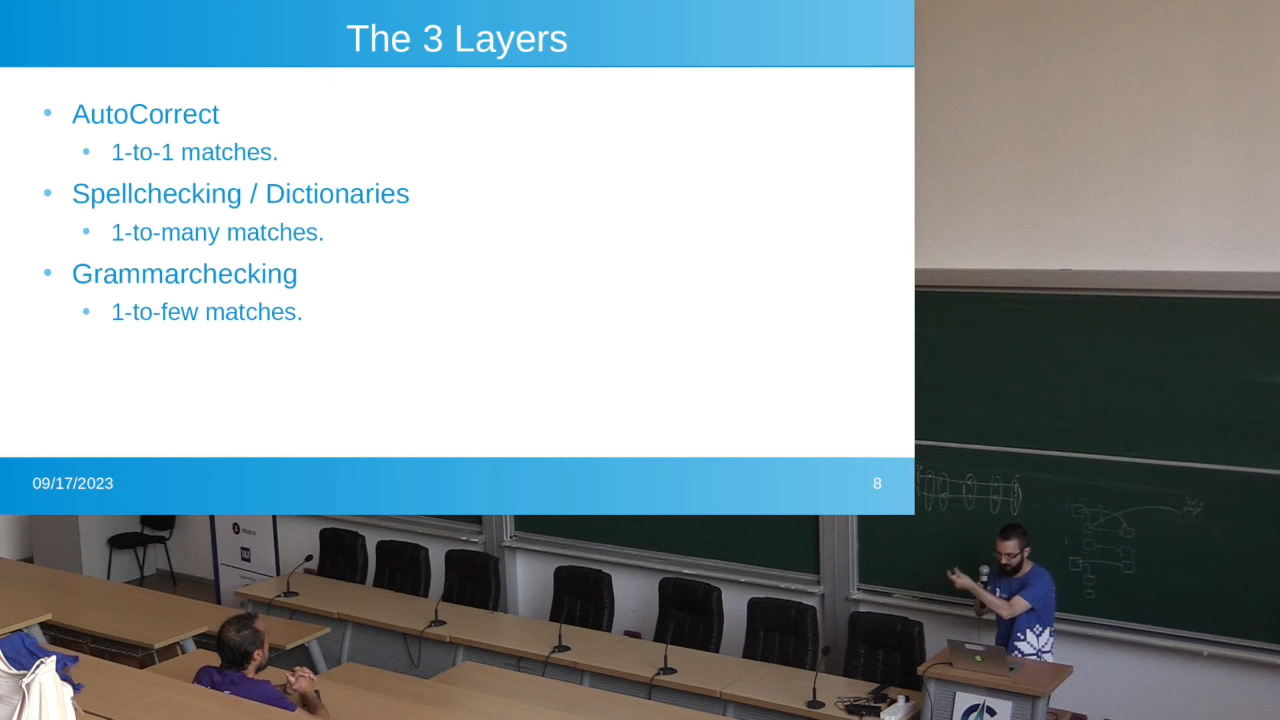 The 3 Layers
AutoCorrect
1-to-1 matches.
Spellchecking / Dictionaries
1-to-many matches.
Grammarchecking
1-to-few matches.
09/17/2023
8